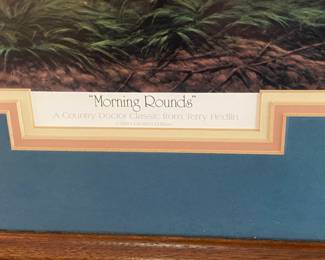 "Morning Rounds"
A Country Doctor Classic from Terry Redlin